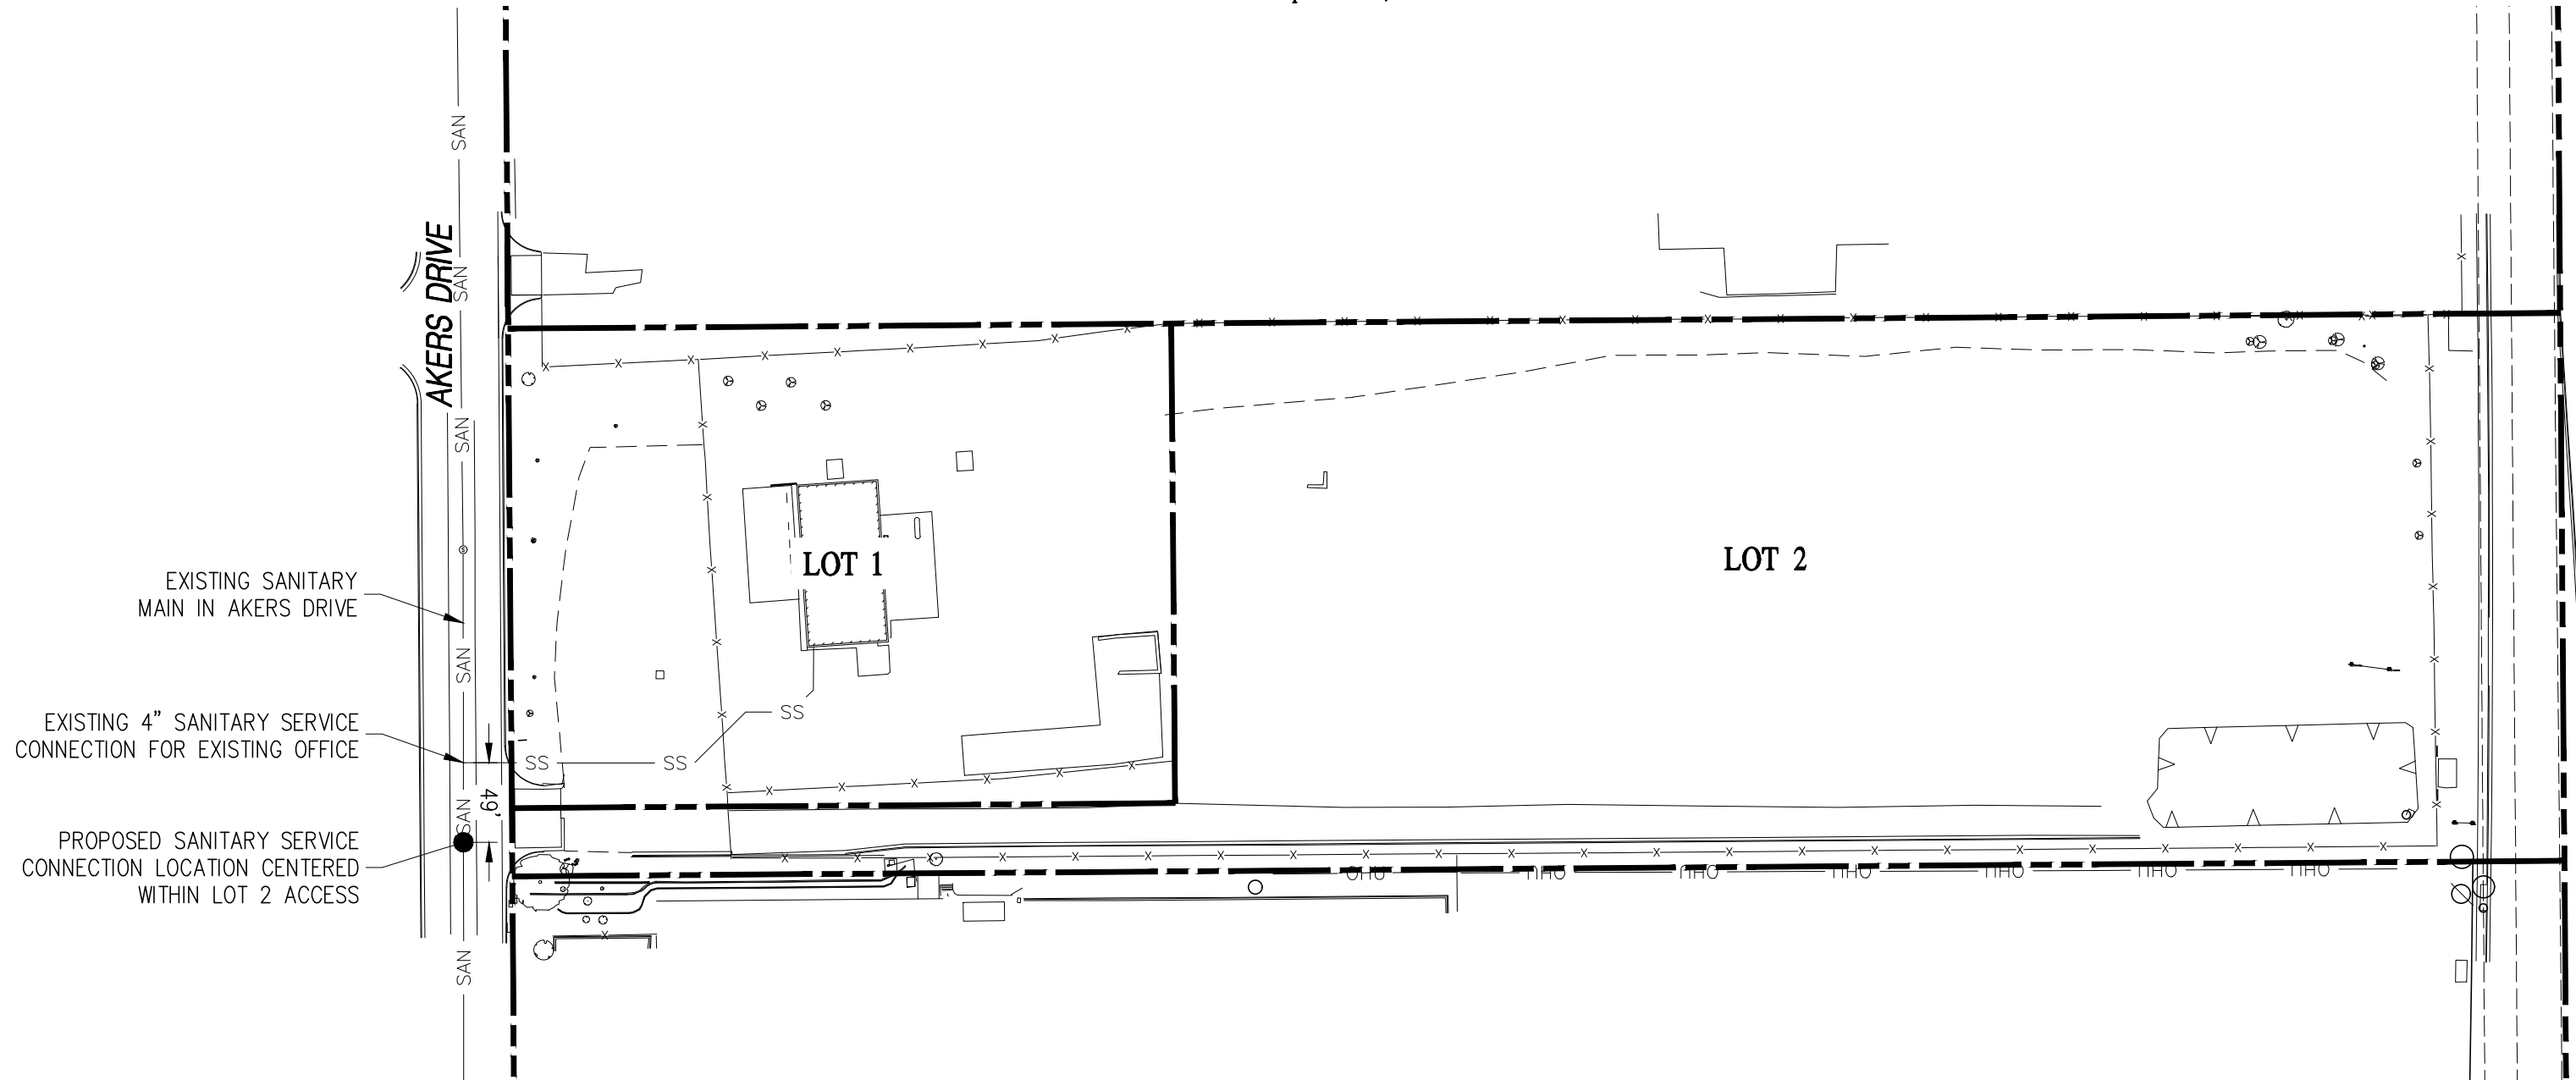 SAN
AKERS DRIVE
SAN
SAN
LOT 1
LOT 2
EXISTING SANITARY
MAIN IN AKERS DRIVE
SAN
SS
EXISTING 4" SANITARY SERVICE
CONNECTION FOR EXISTING OFFICE
SS
SS
49'
SAN
PROPOSED SANITARY SERVICE
CONNECTION LOCATION CENTERED
WITHIN LOT 2 ACCESS
OHU
OHU
OHU
OHU
OHU
OHU
OHU
SAN